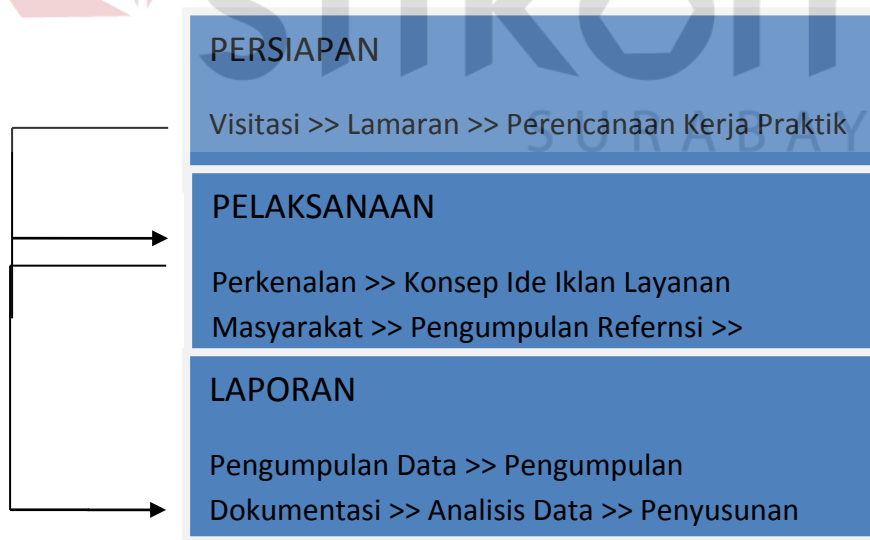 PERSIAPAN
Visitasi >> Lamaran >> Perencanaan Kerja Praktik
SURABAY
PELAKSANAAN
Perkenalan >> Konsep Ide Iklan Layanan
Masyarakat >> Pengumpulan Refernsi >>
LAPORAN
Pengumpulan Data >> Pengumpulan
Dokumentasi >> Analisis Data >> Penyusunan